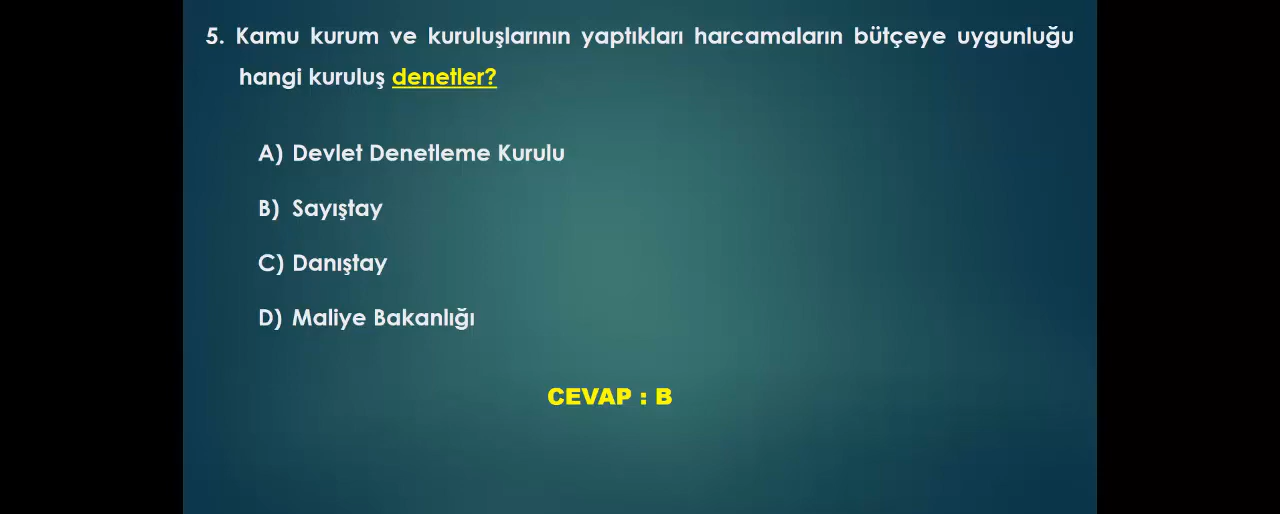 5. Kamu kurum ve kuruluşlarının yaptıkları harcamaların bütçeye uygunluğu
hangi kuruluş denetler?
A) Devlet Denetleme Kurulu
B) Sayıştay
C) Danıştay
D) Maliye Bakanlığı
CEVAP : B